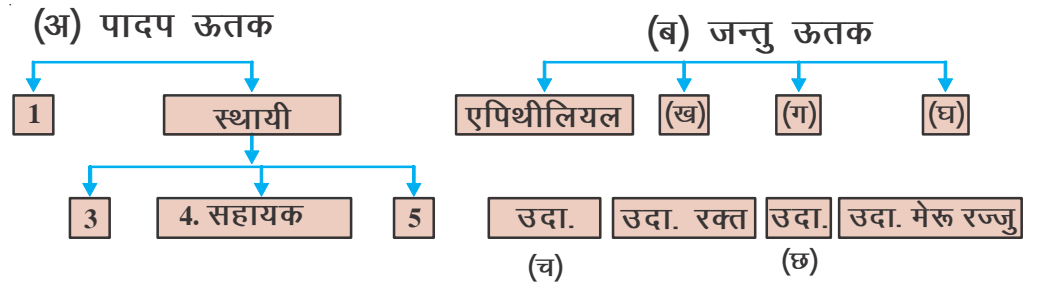 (अ) पादप ऊतक (ब) जन्तु ऊतक
1 स्थायी एपिथीलियल (ख) (ग) (घ)
3 4. सहायक 5 उदा. उदा. रक्त उदा. उदा. मेरू रज्जु
(च) (छ)